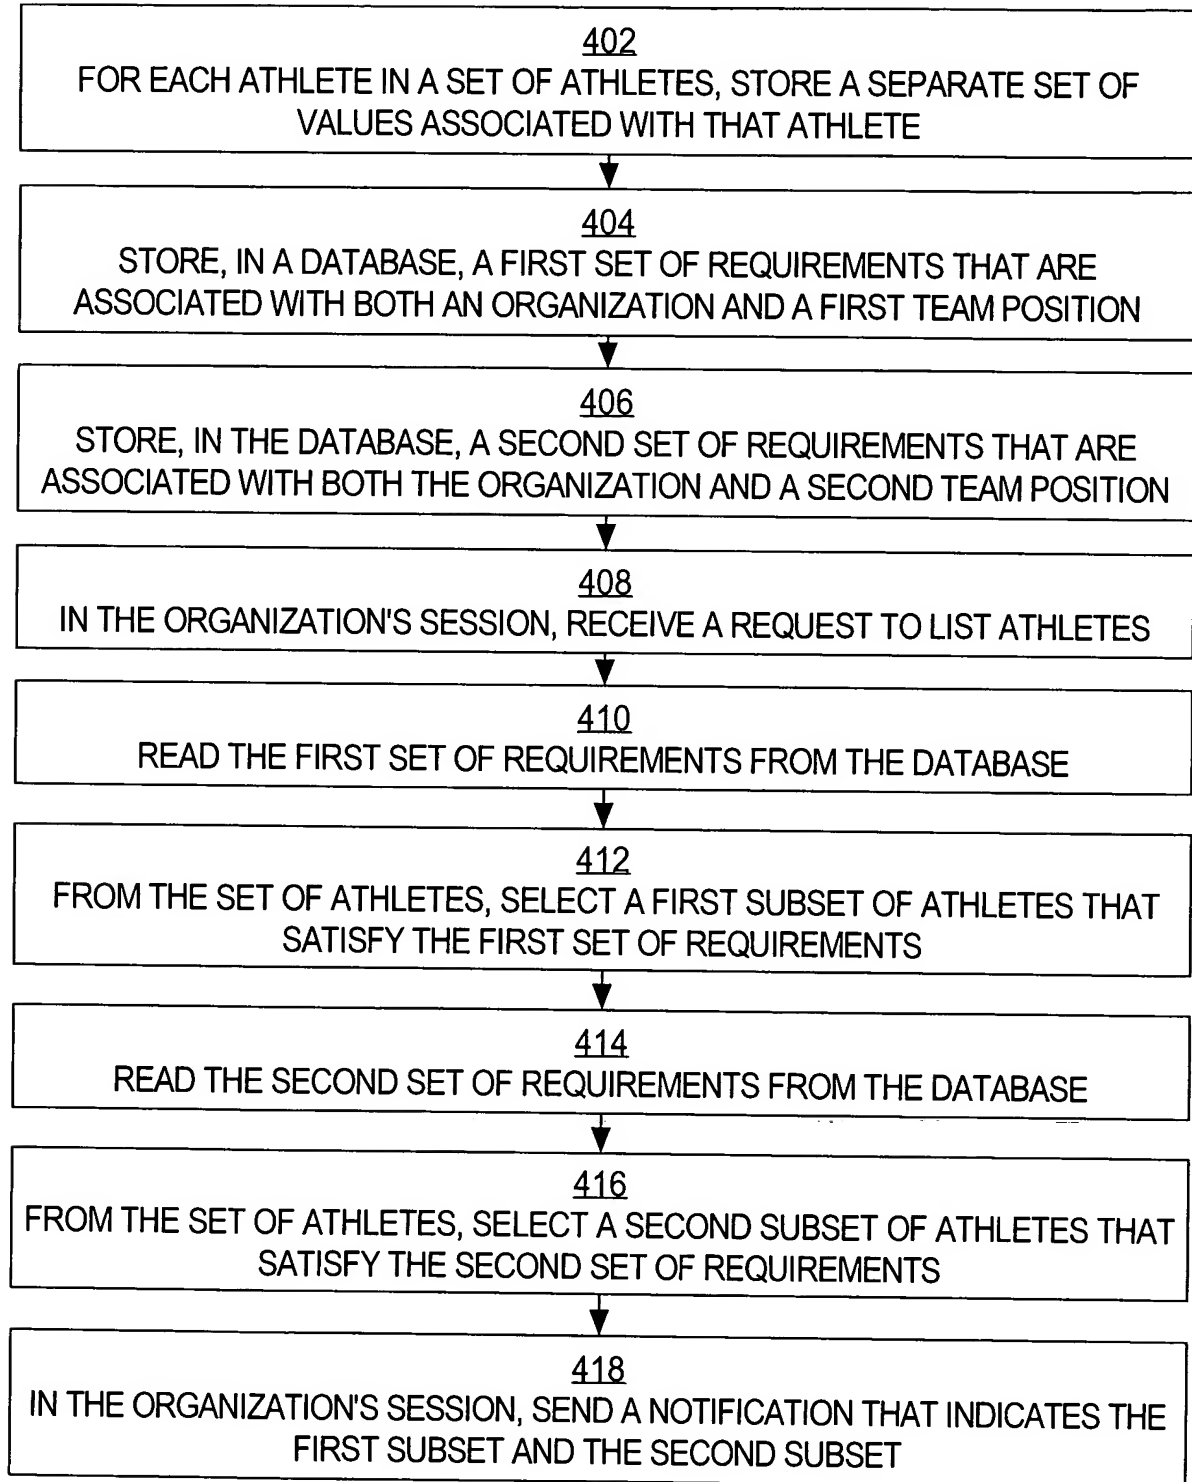 402
FOR EACH ATHLETE IN A SET OF ATHLETES, STORE A SEPARATE SET OF
VALUES ASSOCIATED WITH THAT ATHLETE
404
STORE, IN A DATABASE, A FIRST SET OF REQUIREMENTS THAT ARE
ASSOCIATED WITH BOTH AN ORGANIZATION AND A FIRST TEAM POSITION
406
STORE, IN THE DATABASE, A SECOND SET OF REQUIREMENTS THAT ARE
ASSOCIATED WITH BOTH THE ORGANIZATION AND A SECOND TEAM POSITION
408
IN THE ORGANIZATION'S SESSION, RECEIVE A REQUEST TO LIST ATHLETES
410
READ THE FIRST SET OF REQUIREMENTS FROM THE DATABASE
412
FROM THE SET OF ATHLETES, SELECT A FIRST SUBSET OF ATHLETES THAT
SATISFY THE FIRST SET OF REQUIREMENTS
414
READ THE SECOND SET OF REQUIREMENTS FROM THE DATABASE
416
FROM THE SET OF ATHLETES, SELECT A SECOND SUBSET OF ATHLETES THAT
SATISFY THE SECOND SET OF REQUIREMENTS
418
IN THE ORGANIZATION'S SESSION, SEND A NOTIFICATION THAT INDICATES THE
FIRST SUBSET AND THE SECOND SUBSET